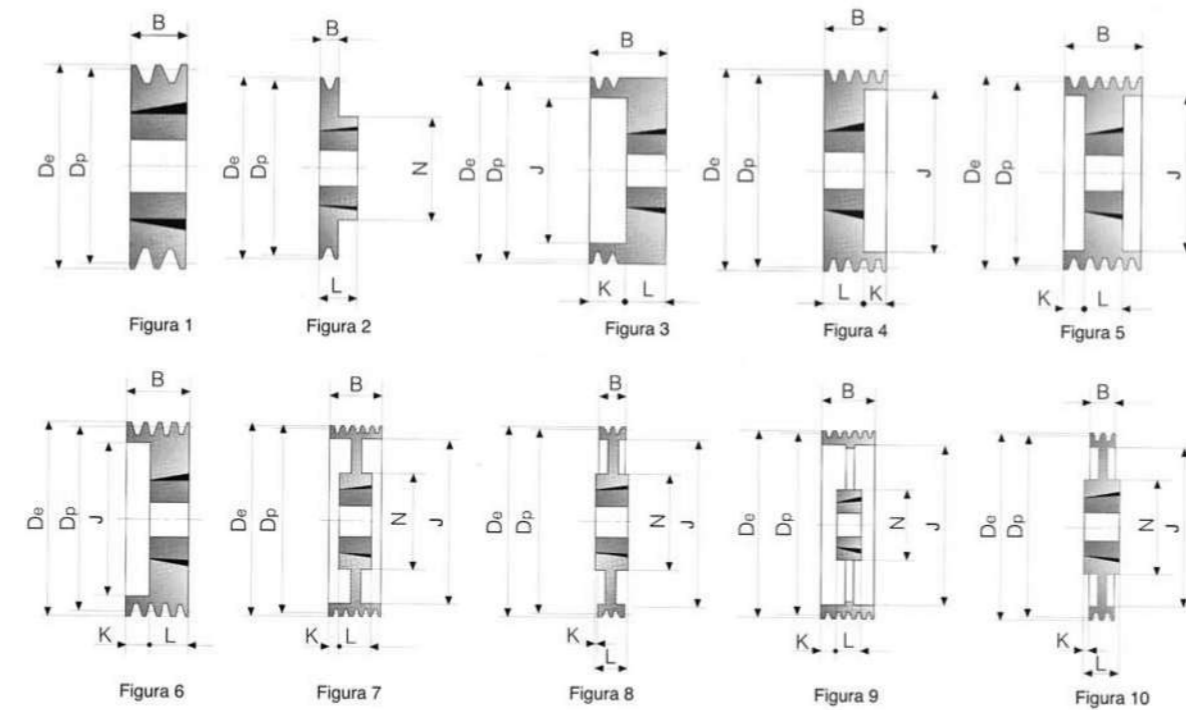 B
B
B
B
B
De Dp
De Dp N
De Dp J
De Dp J
De Dp J
L
K L
L K
K L
Figura 1
Figura 2
Figura 3
Figura 4
Figura 5
B
B
B
B
B
De Dp J
De Dp N J
De Dp N J
De Dp N J
De Dp N J
K L
K L
K
L
K L
K
L
Figura 6
Figura 7
Figura 8
Figura 9
Figura 10